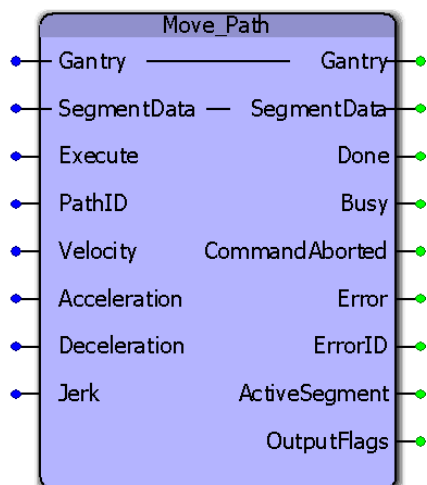 Move_Path
Gantry Gantry
SegmentData SegmentData
Execute Done
PathID Busy
Velocity CommandAborted
Acceleration Error
Deceleration ErrorID
Jerk ActiveSegment
OutputFlags